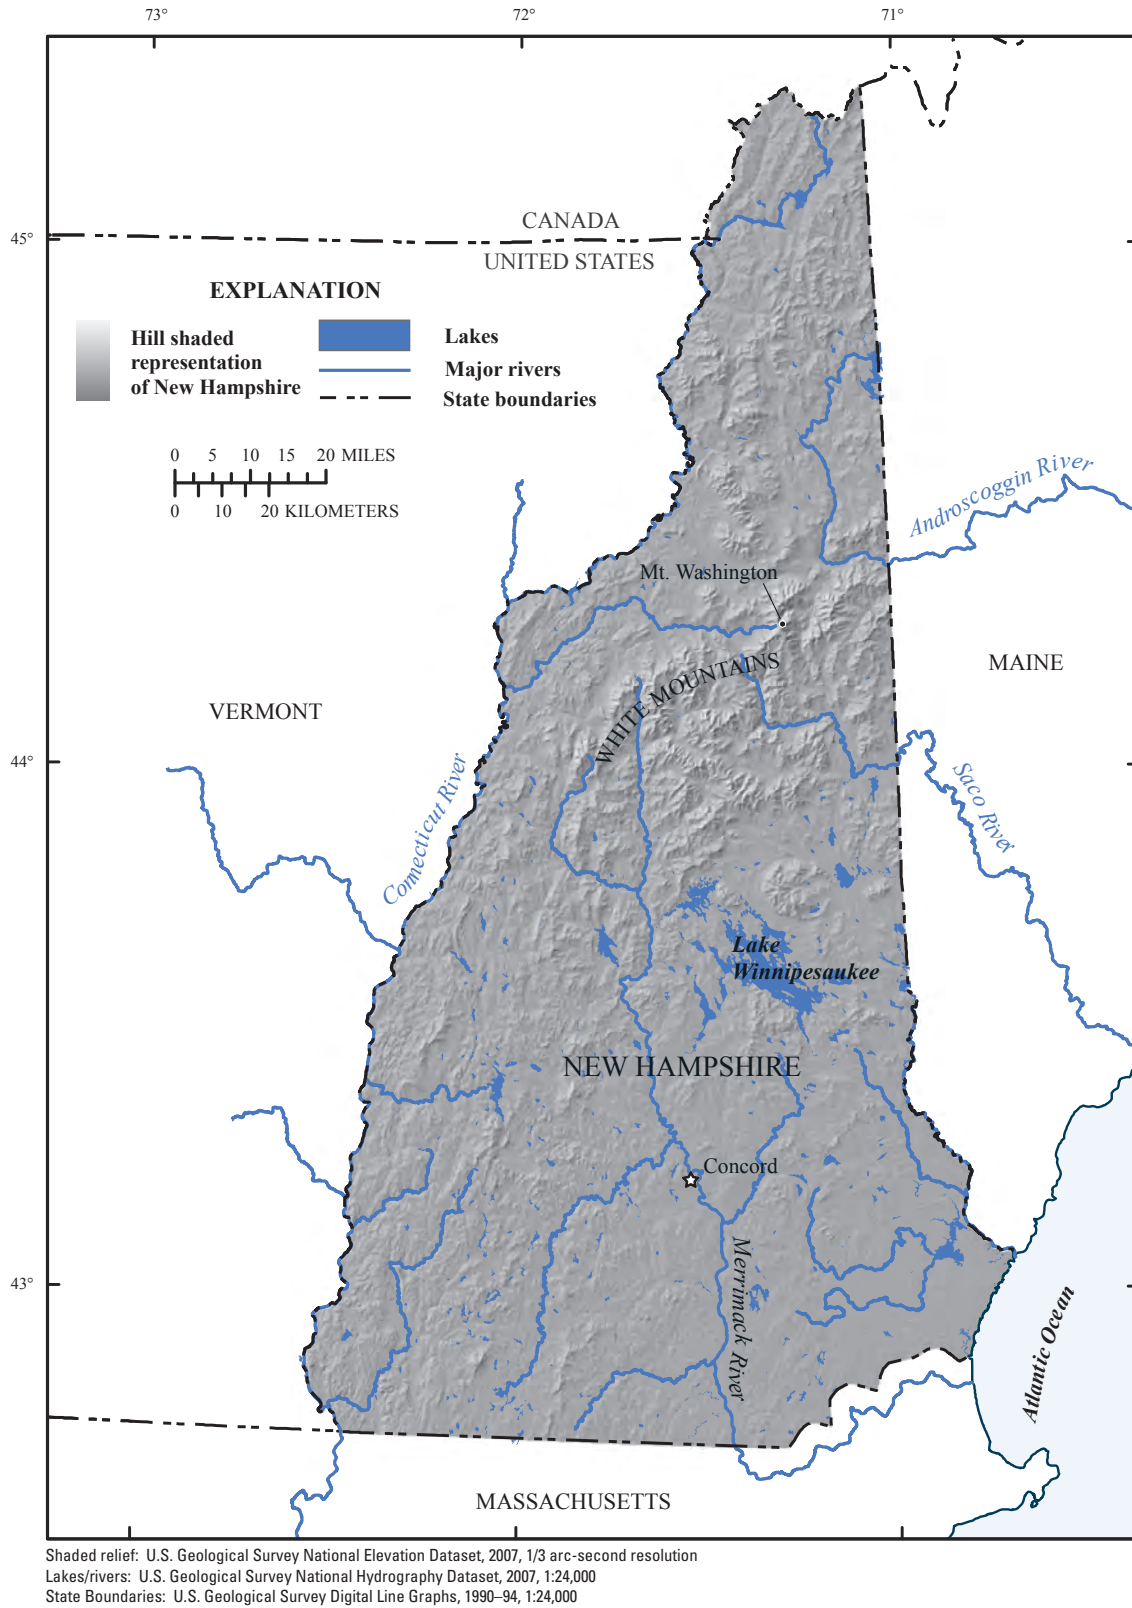 73°
72°
71°
CANADA
45°
UNITED STATES
EXPLANATION
Hill shaded
representation
of New Hampshire
Lakes
Major rivers
State boundaries
0 5 10 15 20 MILES
0 10 20 KILOMETERS
Androscoggin River
Mt. Washington
WHITE MOUNTAINS
MAINE
VERMONT
44°
Connecticut River
Saco River
Lake
Winnipesaukee
NEW HAMPSHIRE
Concord
43°
Merrimack River
Atlantic Ocean
MASSACHUSETTS
Shaded relief: U.S. Geological Survey National Elevation Dataset, 2007, 1/3 arc-second resolution
Lakes/rivers: U.S. Geological Survey National Hydrography Dataset, 2007, 1:24,000
State Boundaries: U.S. Geological Survey Digital Line Graphs, 1990–94, 1:24,000